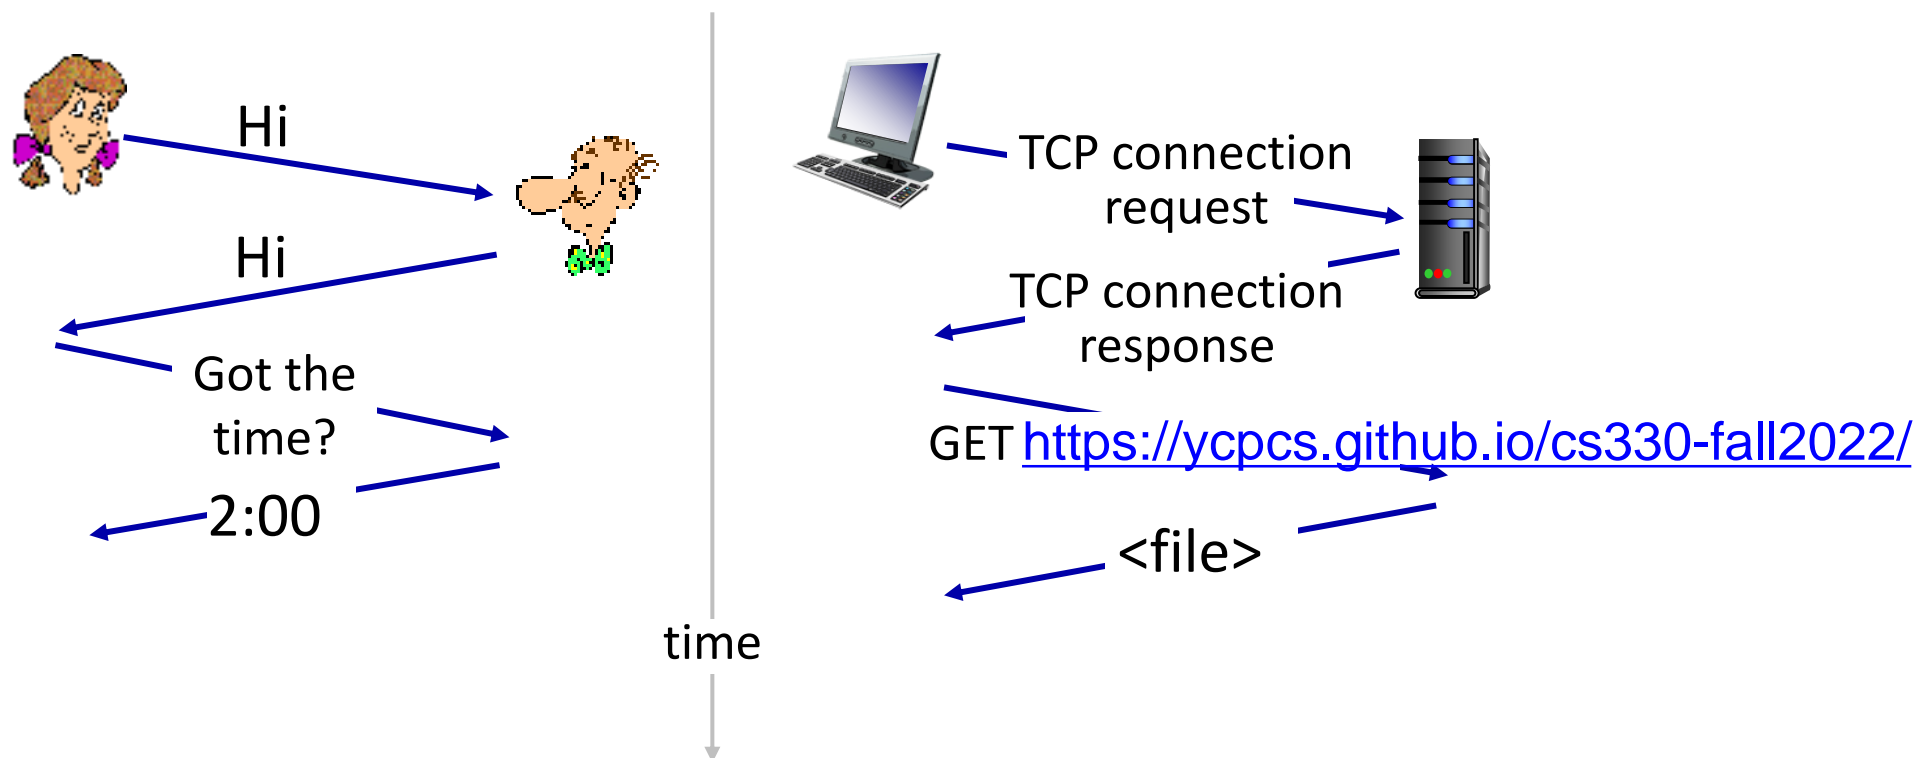 Hi
Hi
Got the
time?
2:00
TCP connection
request
TCP connection
response
GET https://ycpcs.github.io/cs330-fall2022/
<file>
time